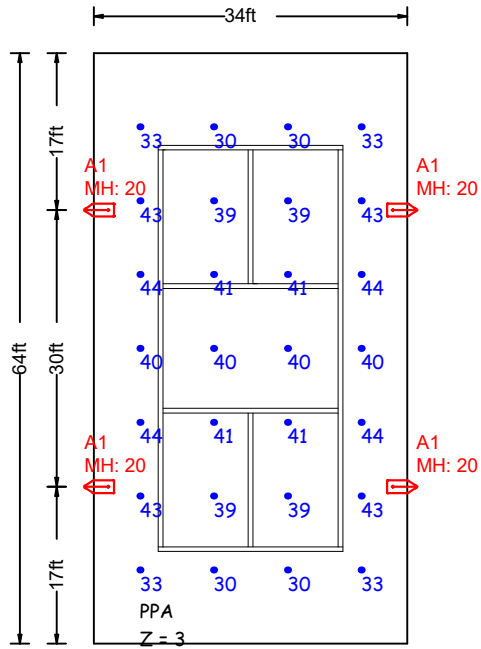 34ft
17ft
33 30 30 33
A1
MH: 20
A1
MH: 20
43 39 39 43
44 41 41 44
64ft
30ft
40 40 40 40
44 41 41 44
A1
MH: 20
A1
MH: 20
43 39 39 43
17ft
33 30 30 33
PPA
Z = 3